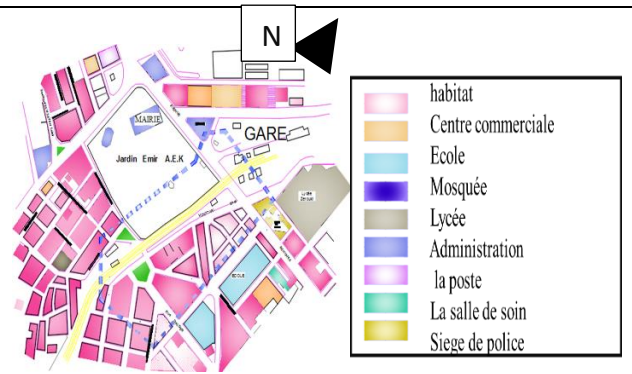 N
MAIRIE
GARE
Jardin Emir A.E.K
ECOLE
habitat
Centre commerciale
Ecole
Mosquée
Lycée
Administration
la poste
La salle de soin
Siege de police